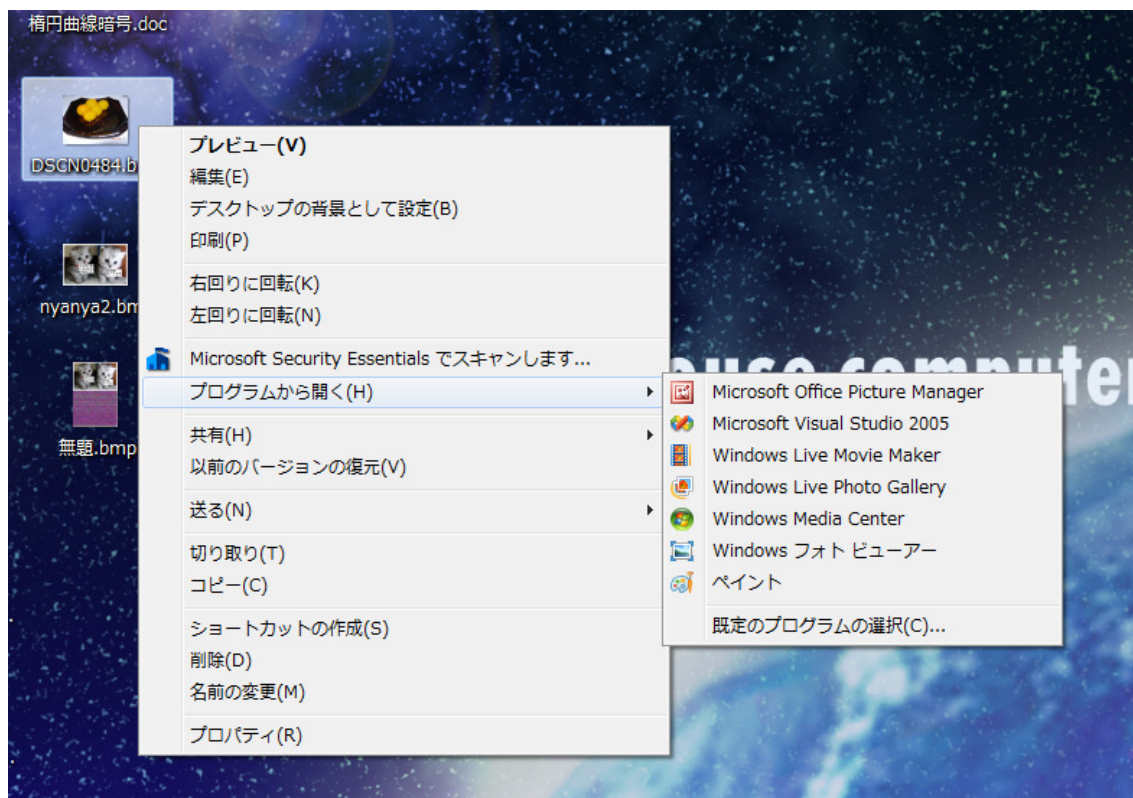 楕円曲線暗号.doc
DSCN0484.b
nyanya2.bm
無題.bmp
プレビュー(V)
編集(E)
デスクトップの背景として設定(B)
印刷(P)
右回りに回転(K)
左回りに回転(N)
Microsoft Security Essentials でスキャンします...
プログラムから開く(H)
共有(H)
以前のバージョンの復元(V)
送る(N)
切り取り(T)
コピー(C)
ショートカットの作成(S)
削除(D)
名前の変更(M)
プロパティ(R)
Microsoft Office Picture Manager
Microsoft Visual Studio 2005
Windows Live Movie Maker
Windows Live Photo Gallery
Windows Media Center
Windows フォト ビューアー
ペイント
既定のプログラムの選択(C)...